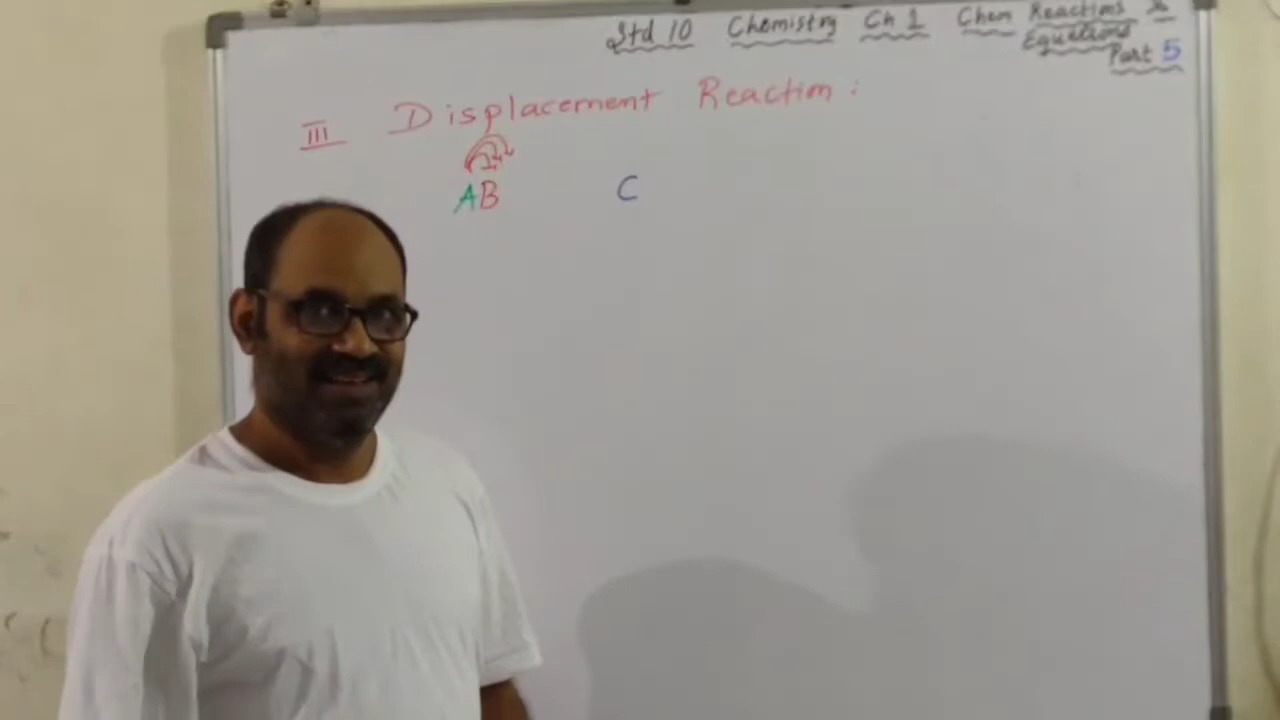 Std 10 Chemistry Ch 1 Chem Reactions &
Equations
Part 5
III Displacement Reaction :
AB C